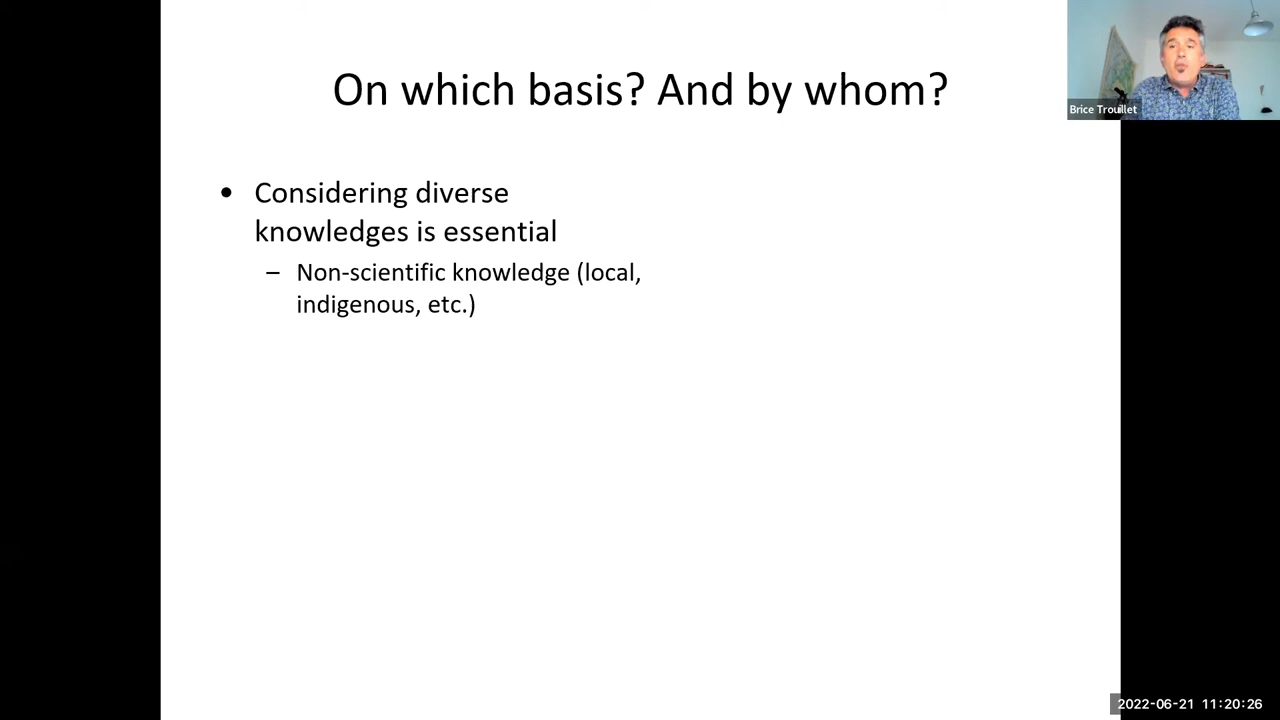 On which basis? And by whom?
Brice Trouillet
• Considering diverse
knowledges is essential
– Non-scientific knowledge (local,
indigenous, etc.)
2022-06-21 11:20:26